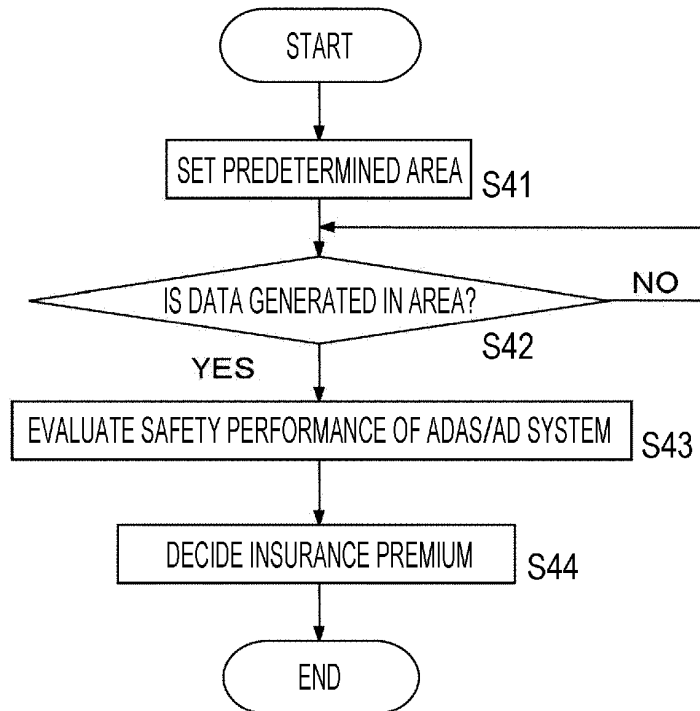 START
SET PREDETERMINED AREA
S41
IS DATA GENERATED IN AREA?
NO
S42
YES
EVALUATE SAFETY PERFORMANCE OF ADAS/AD SYSTEM
S43
DECIDE INSURANCE PREMIUM
S44
END